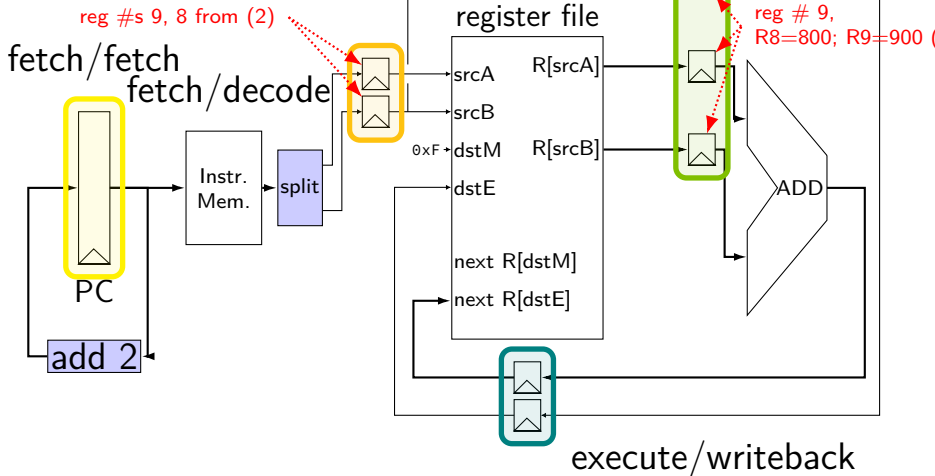 reg #s 9, 8 from (2)
register file
reg # 9,
R8=800; R9=900 (
fetch/fetch
fetch/decode
srcA
R[srcA]
srcB
0xF
dstM
R[srcB]
Instr.
Mem.
split
dstE
ADD
next R[dstM]
PC
next R[dstE]
add 2
execute/writeback